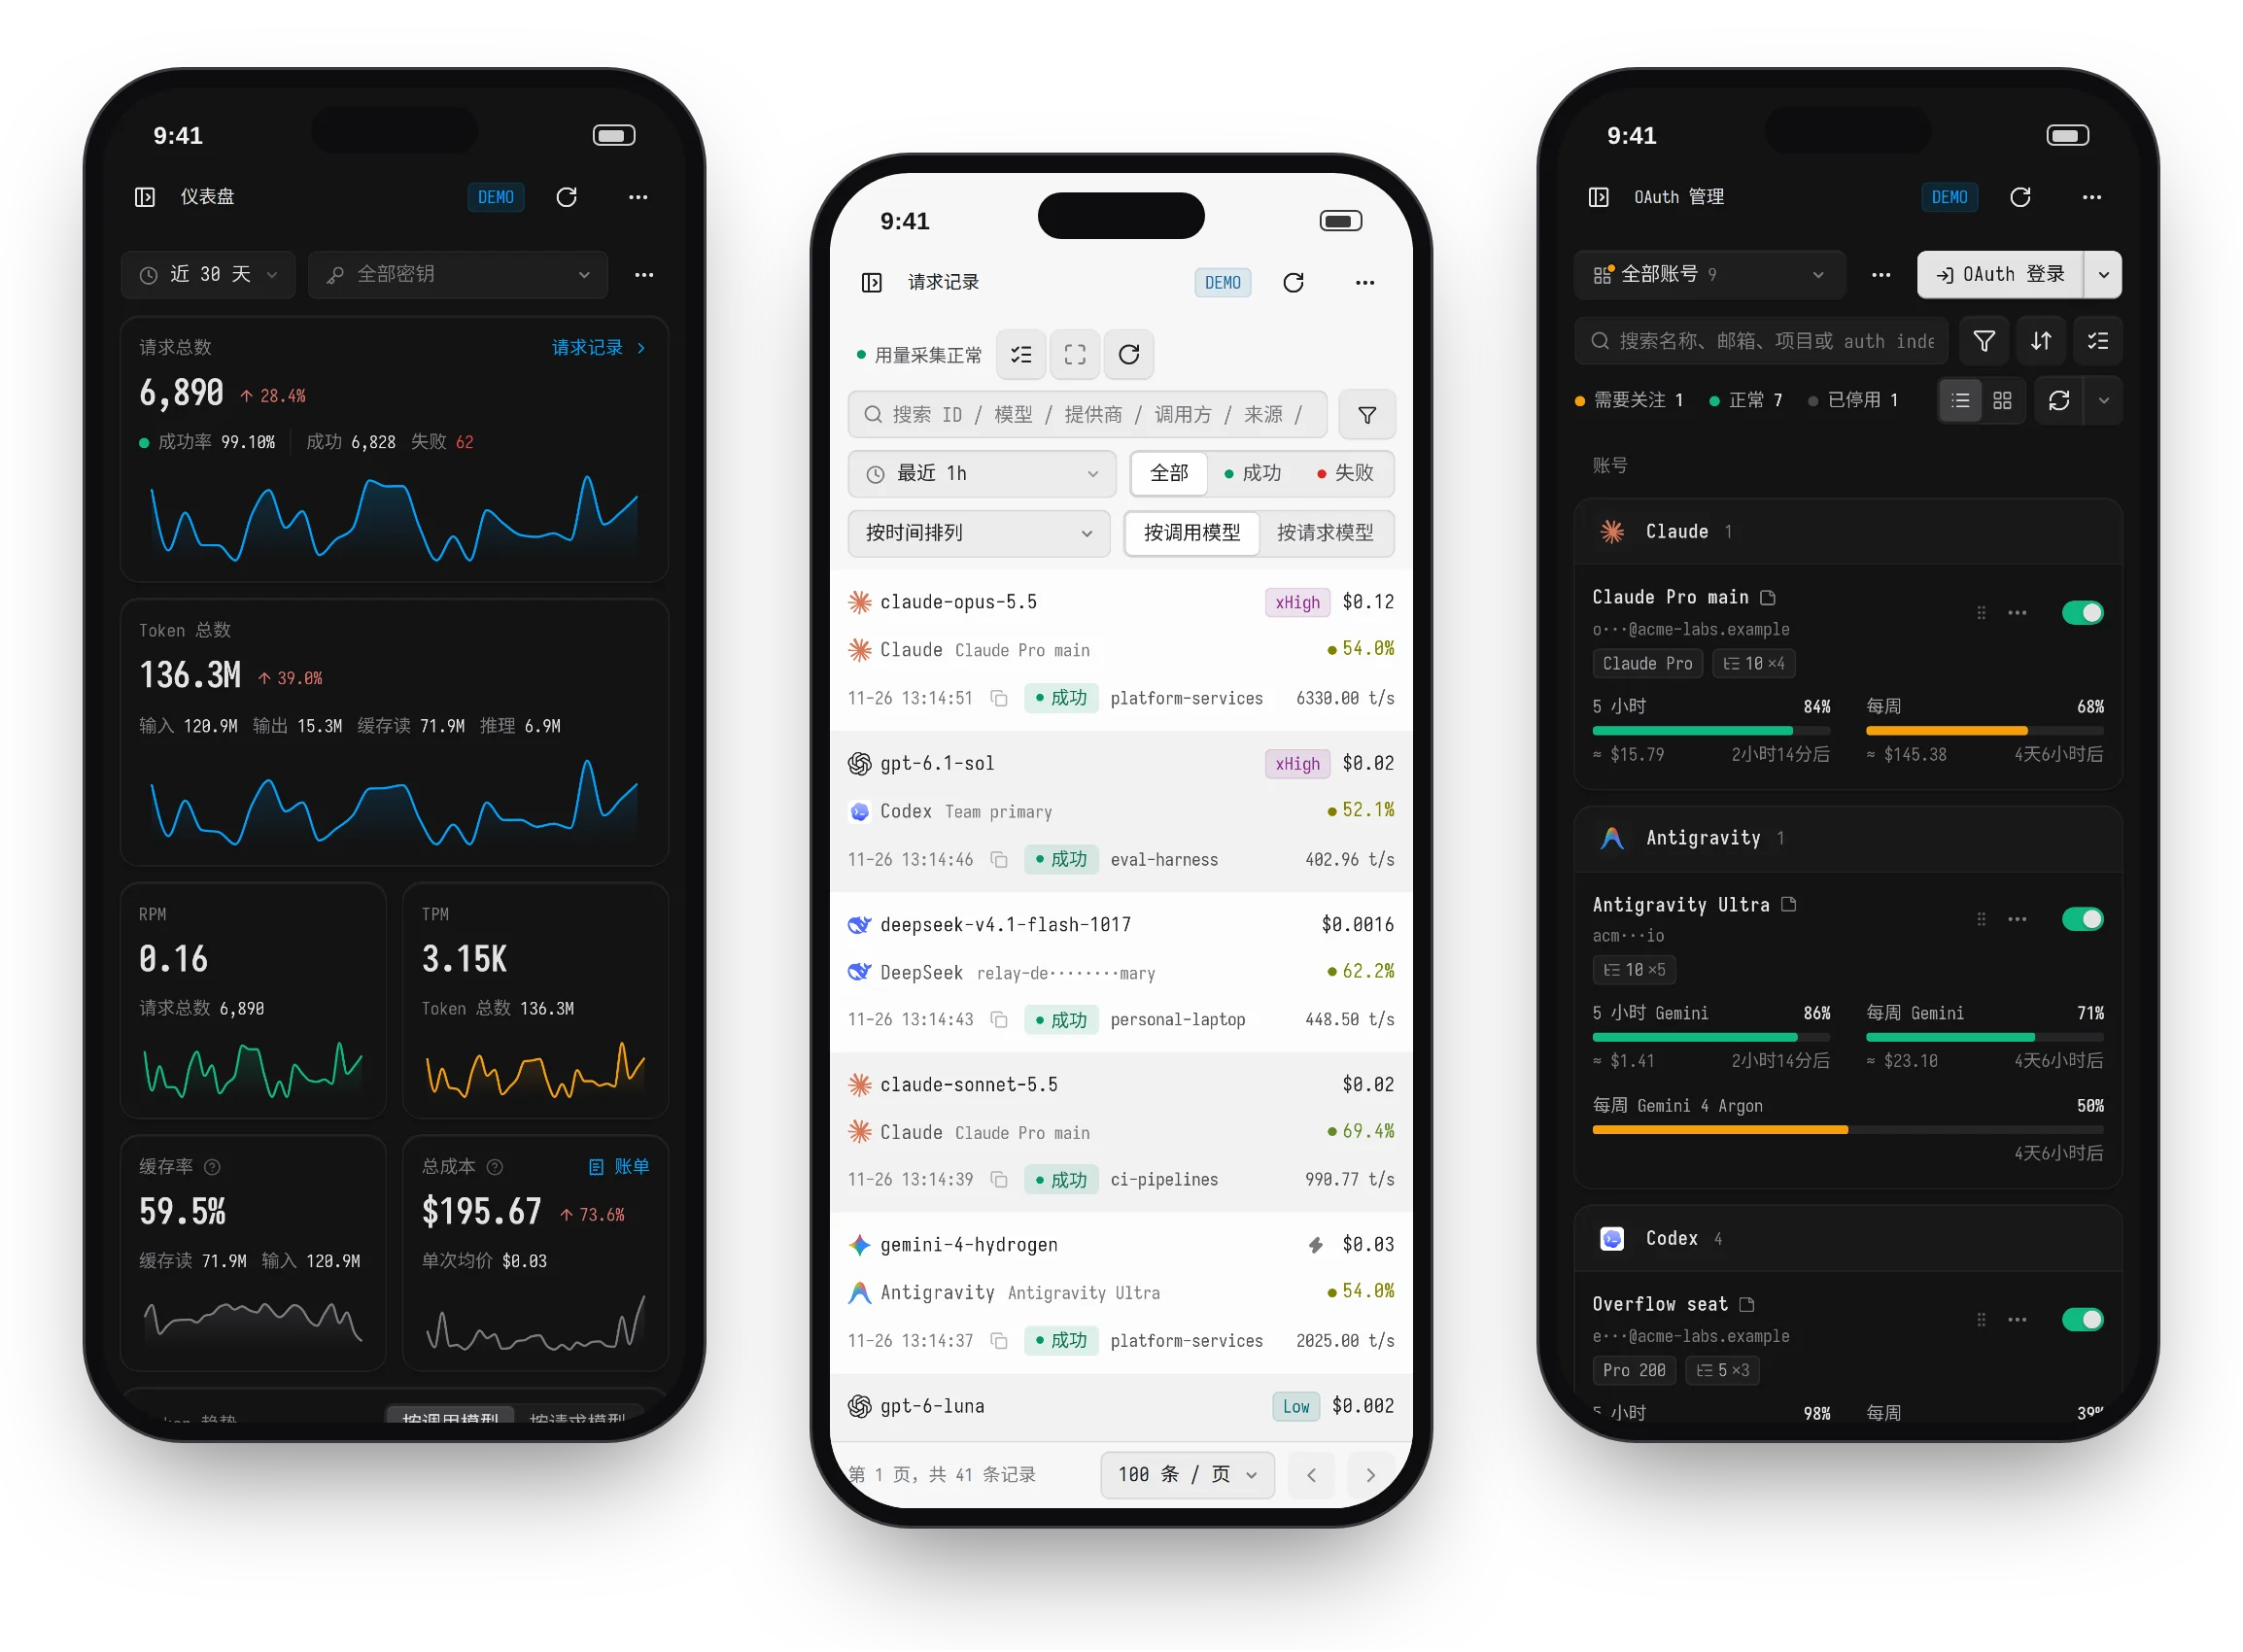 9:41
仪表盘 DEMO
近 30 天 全部密钥
请求总数 请求记录
6,890 ↑ 28.4%
成功率 99.10% 成功 6,828 失败 62
Token 总数
136.3M ↑ 39.0%
输入 120.9M 输出 15.3M 缓存读 71.9M 推理 6.9M
RPM
0.16
请求总数 6,890
TPM
3.15K
Token 总数 136.3M
缓存率
59.5%
缓存读 71.9M 输入 120.9M
总成本 账单
$195.67 ↑ 73.6%
单次均价 $0.03
趋势 按调用模型 按请求模型
9:41
请求记录 DEMO
用量采集正常
搜索 ID / 模型 / 提供商 / 调用方 / 来源 /
最近 1h 全部 成功 失败
按时间排列 按调用模型 按请求模型
claude-opus-5.5 xHigh $0.12
Claude Claude Pro main 54.0%
11-26 13:14:51 成功 platform-services 6330.00 t/s
gpt-6.1-sol xHigh $0.02
Codex Team primary 52.1%
11-26 13:14:46 成功 eval-harness 402.96 t/s
deepseek-v4.1-flash-1017 $0.0016
DeepSeek relay-de········mary 62.2%
11-26 13:14:43 成功 personal-laptop 448.50 t/s
claude-sonnet-5.5 $0.02
Claude Claude Pro main 69.4%
11-26 13:14:39 成功 ci-pipelines 990.77 t/s
gemini-4-hydrogen $0.03
Antigravity Antigravity Ultra 54.0%
11-26 13:14:37 成功 platform-services 2025.00 t/s
gpt-6-luna Low $0.002
第 1 页，共 41 条记录 100 条 / 页
9:41
OAuth 管理 DEMO
全部账号 9 OAuth 登录
搜索名称、邮箱、项目或 auth inde
需要关注 1 正常 7 已停用 1
账号
Claude 1
Claude Pro main
o···@acme-labs.example
Claude Pro 10 ×4
5 小时 84% 每周 68%
≈ $15.79 2小时14分后 ≈ $145.38 4天6小时后
Antigravity 1
Antigravity Ultra
acm···io
10 ×5
5 小时 Gemini 86% 每周 Gemini 71%
≈ $1.41 2小时14分后 ≈ $23.10 4天6小时后
每周 Gemini 4 Argon 50%
4天6小时后
Codex 4
Overflow seat
e···@acme-labs.example
Pro 200 5 ×3
5 小时 98% 每周 39%